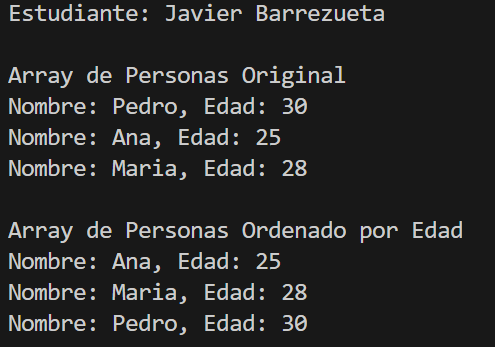 Estudiante: Javier Barrezueta
Array de Personas Original
Nombre: Pedro, Edad: 30
Nombre: Ana, Edad: 25
Nombre: Maria, Edad: 28
Array de Personas Ordenado por Edad
Nombre: Ana, Edad: 25
Nombre: Maria, Edad: 28
Nombre: Pedro, Edad: 30